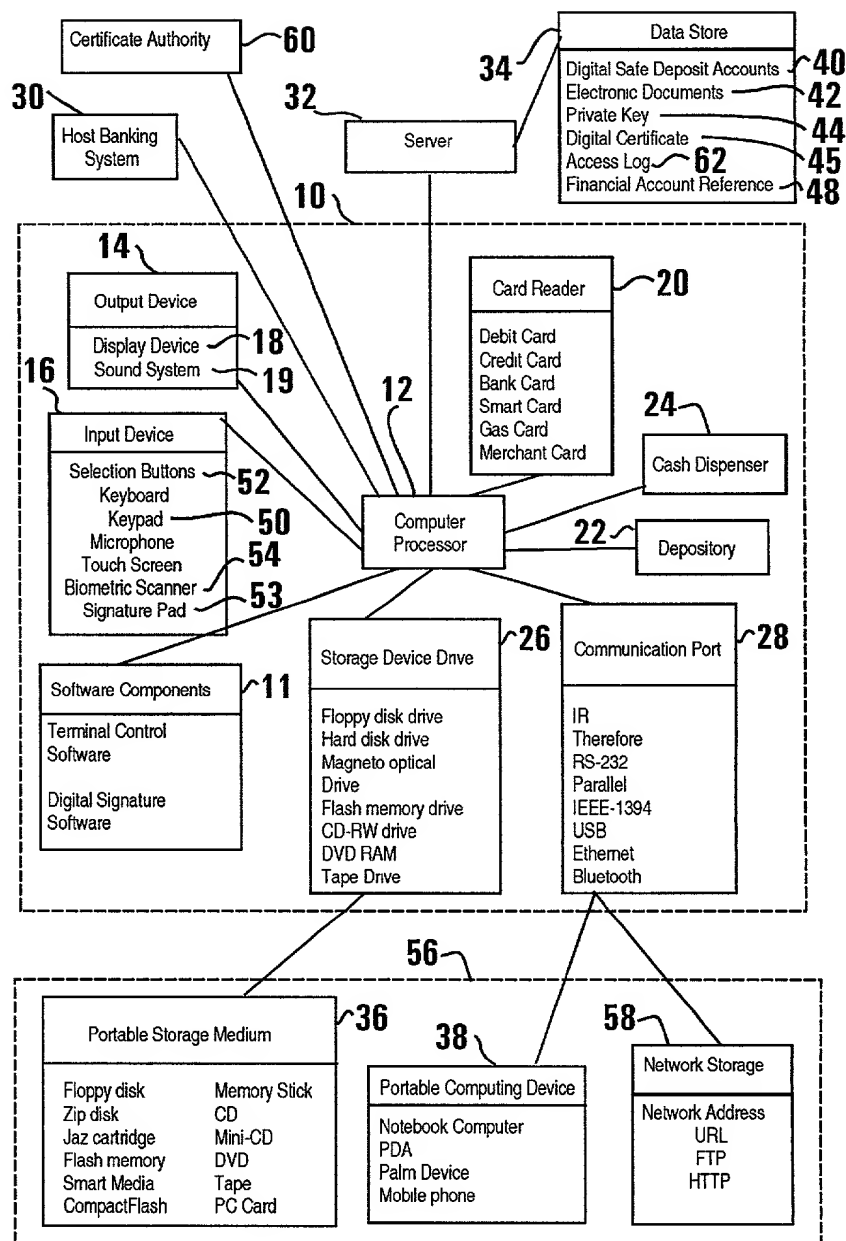 Certificate Authority
60
34
Data Store
Digital Safe Deposit Accounts
40
Electronic Documents
42
Private Key
44
Digital Certificate
45
Access Log
62
Financial Account Reference
48
30
Host Banking
System
32
Server
10
14
Output Device
Display Device
18
Sound System
19
Card Reader
20
Debit Card
Credit Card
Bank Card
Smart Card
Gas Card
Merchant Card
16
Input Device
Selection Buttons
52
Keyboard
Keypad
50
Microphone
54
Touch Screen
Biometric Scanner
Signature Pad
53
12
Computer
Processor
24
Cash Dispenser
22
Depository
Software Components
11
Terminal Control
Software
Digital Signature
Software
Storage Device Drive
26
Floppy disk drive
Hard disk drive
Magneto optical
Drive
Flash memory drive
CD-RW drive
DVD RAM
Tape Drive
Communication Port
28
IR
Therefore
RS-232
Parallel
IEEE-1394
USB
Ethernet
Bluetooth
56
Portable Storage Medium
36
Floppy disk Memory Stick
Zip disk CD
Jaz cartridge Mini-CD
Flash memory DVD
Smart Media Tape
CompactFlash PC Card
38
Portable Computing Device
Notebook Computer
PDA
Palm Device
Mobile phone
58
Network Storage
Network Address
URL
FTP
HTTP